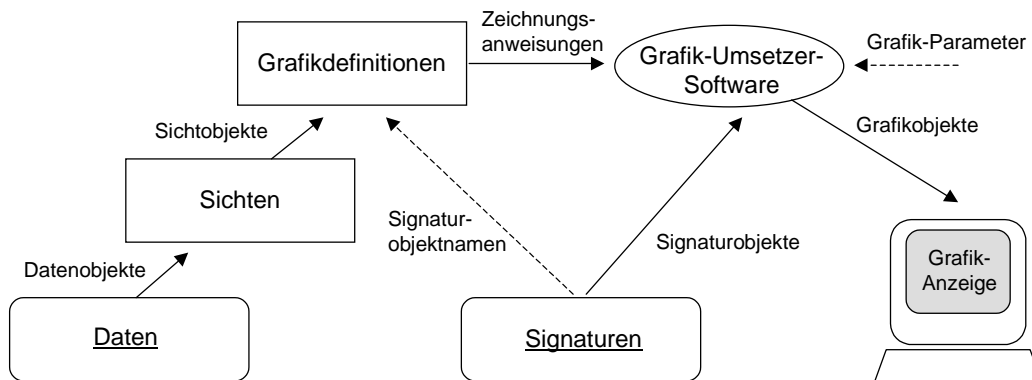 Zeichnungs-
anweisungen
Grafikdefinitionen
Grafik-Umsetzer-
Software
Grafik-Parameter
Sichtobjekte
Grafikobjekte
Sichten
Signatur-
objektnamen
Signaturobjekte
Datenobjekte
Grafik-
Anzeige
Daten
Signaturen